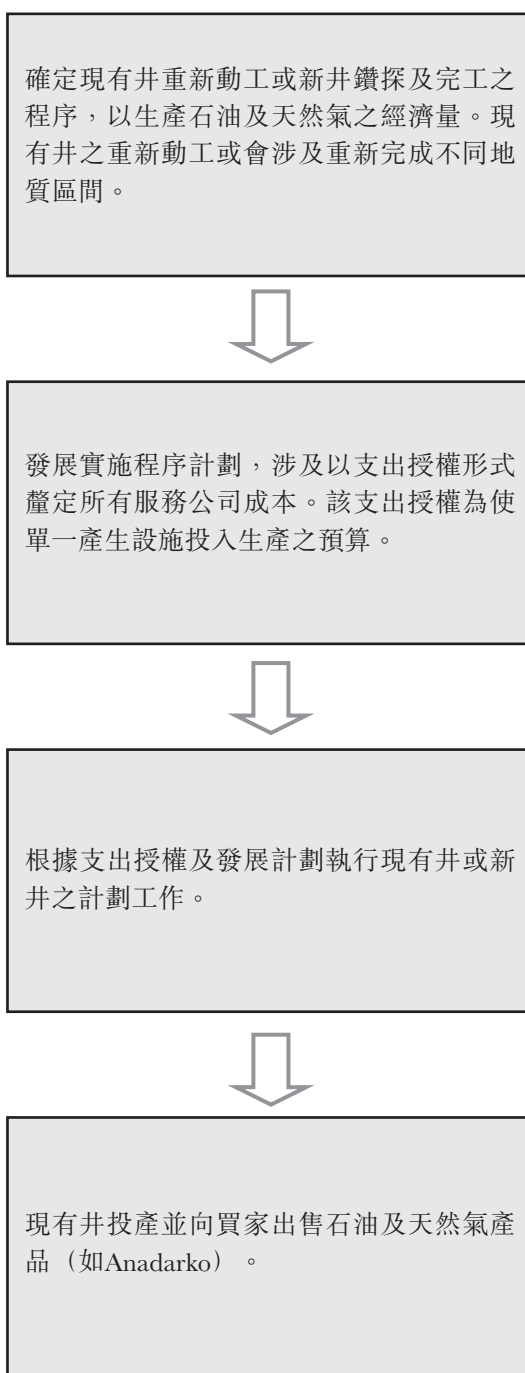 確定現有井重新動工或新井鑽探及完工之
程序，以生產石油及天然氣之經濟量。現
有井之重新動工或會涉及重新完成不同地
質區間。
發展實施程序計劃，涉及以支出授權形式
釐定所有服務公司成本。該支出授權為使
單一產生設施投入生產之預算。
根據支出授權及發展計劃執行現有井或新
井之計劃工作。
現有井投產並向買家出售石油及天然氣產
品（如Anadarko）。